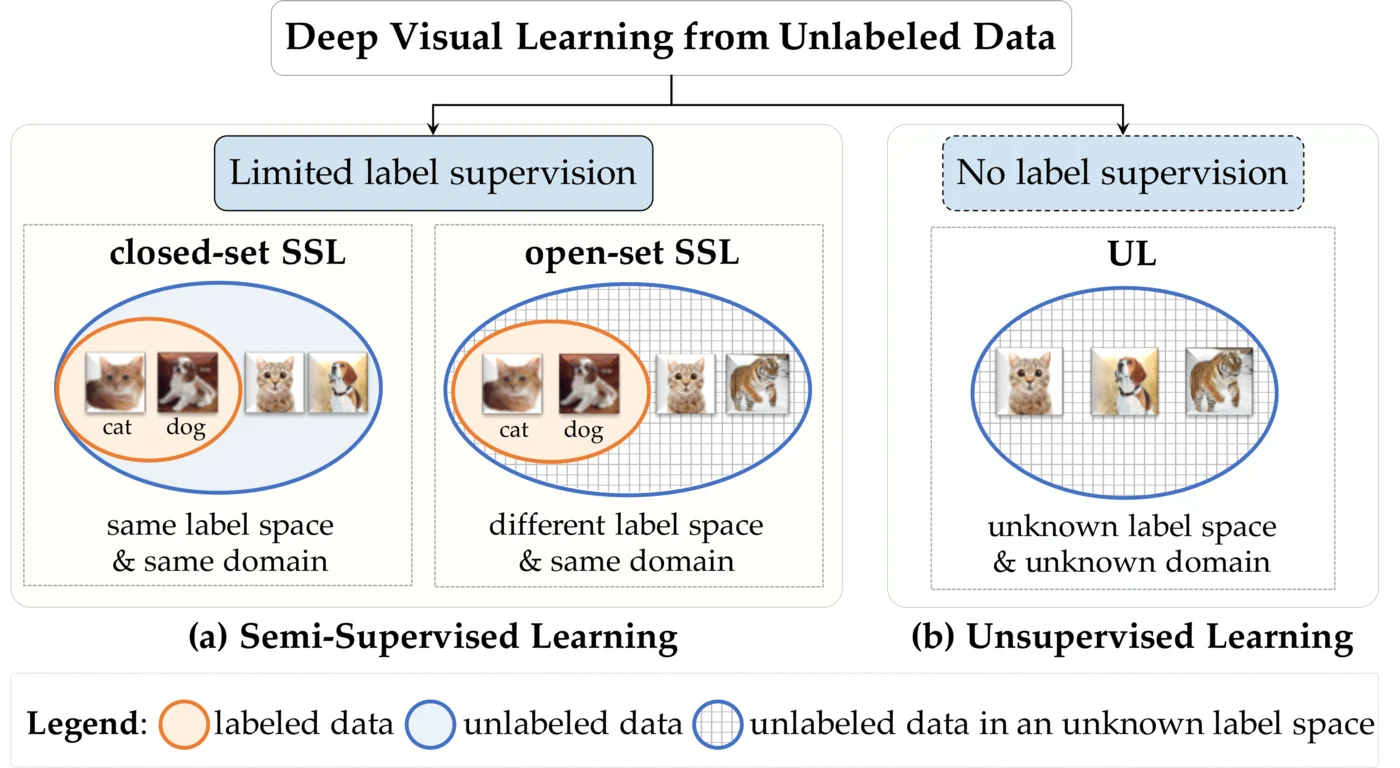 Deep Visual Learning from Unlabeled Data
Limited label supervision
No label supervision
closed-set SSL
cat
dog
same label space
& same domain
open-set SSL
cat
dog
different label space
& same domain
UL
unknown label space
& unknown domain
(a) Semi-Supervised Learning
(b) Unsupervised Learning
Legend: labeled data unlabeled data unlabeled data in an unknown label space